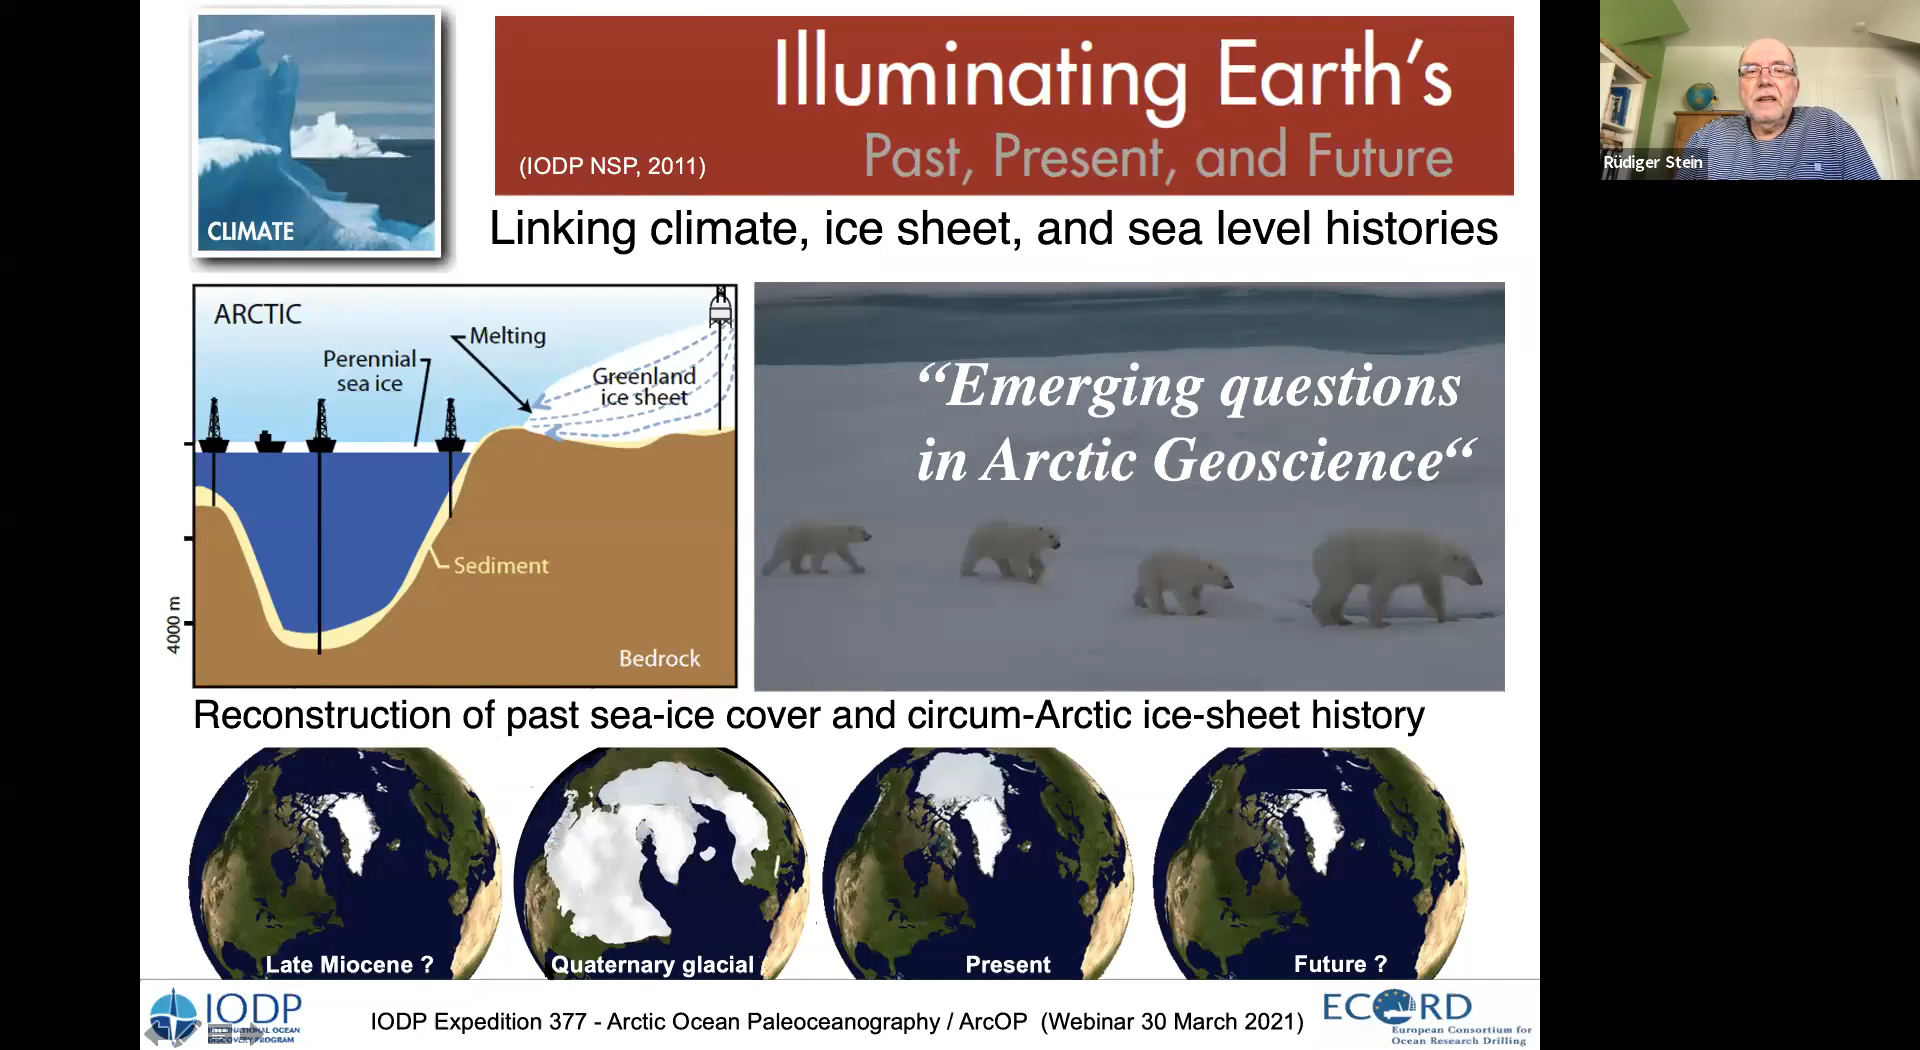 Illuminating Earth's
Past, Present, and Future
(IODP NSP, 2011)
CLIMATE
Linking climate, ice sheet, and sea level histories
Rüdiger Stein
ARCTIC
Melting
Perennial
sea ice
Greenland
ice sheet
Sediment
4000 m
Bedrock
“Emerging questions
in Arctic Geoscience“
Reconstruction of past sea-ice cover and circum-Arctic ice-sheet history
Late Miocene ?
Quaternary glacial
Present
Future ?
IODP
INTERNATIONAL OCEAN
DISCOVERY PROGRAM
IODP Expedition 377 - Arctic Ocean Paleoceanography / ArcOP (Webinar 30 March 2021)
ECORD
European Consortium for
Ocean Research Drilling